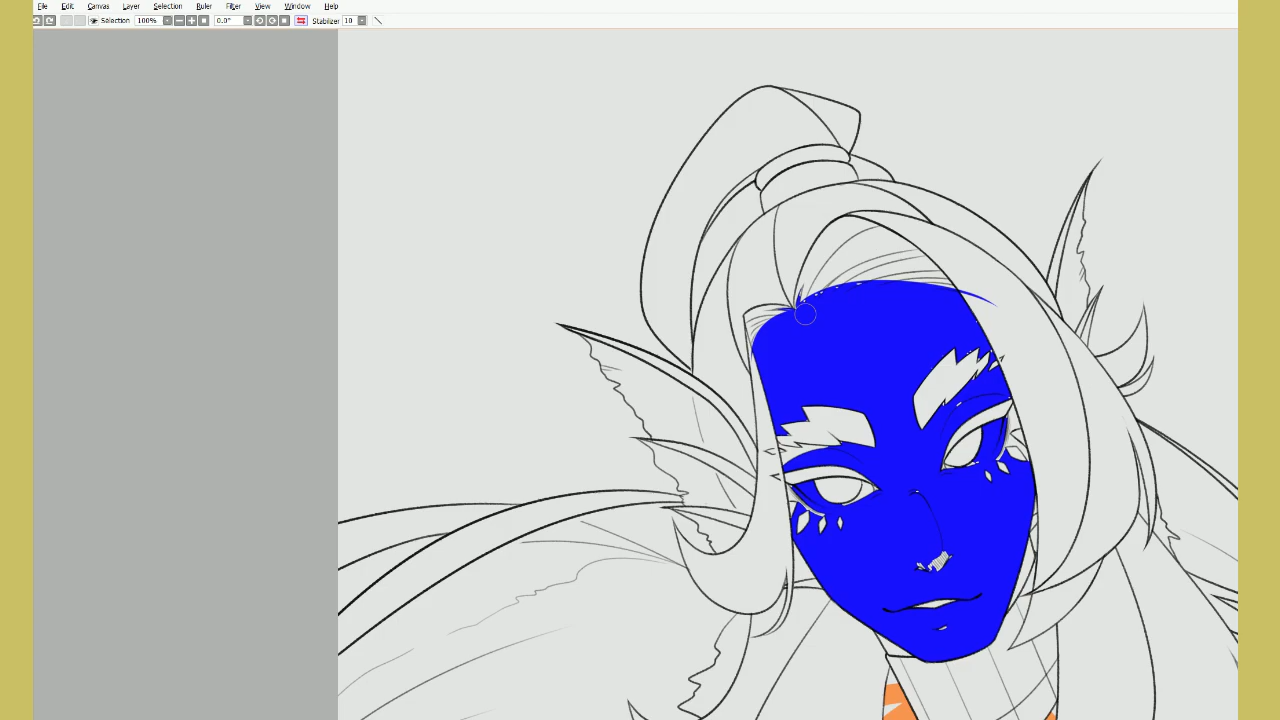 File Edit Canvas Layer Selection Ruler Filter View Window Help
Selection 100% 0.0° Stabilizer 10